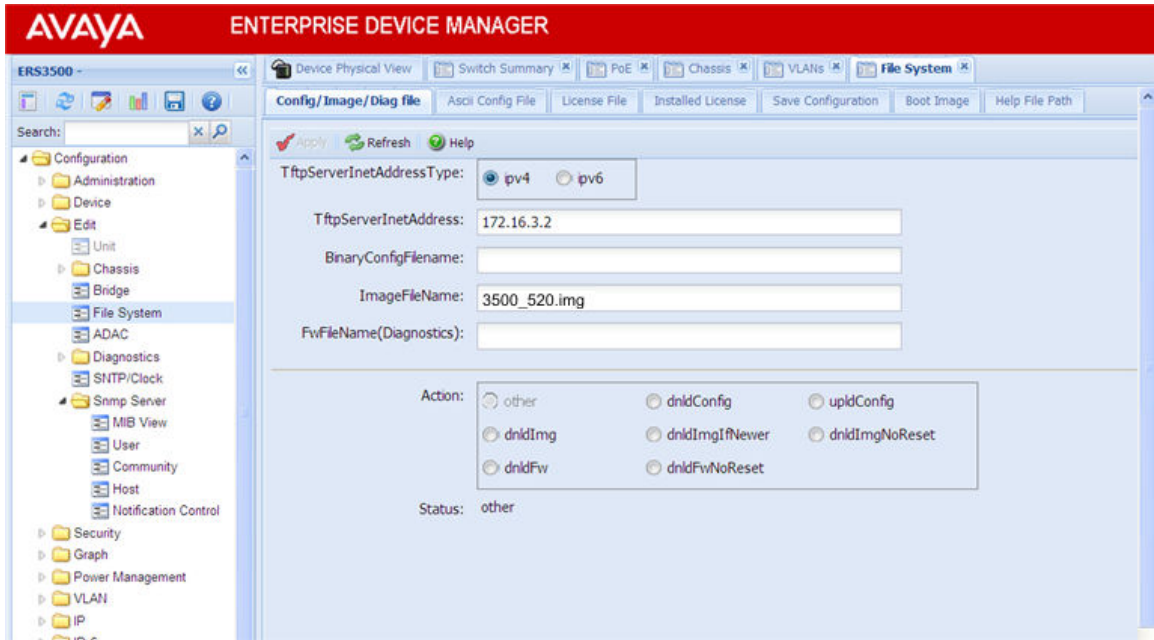 AVAYA ENTERPRISE DEVICE MANAGER
ERS3500 -
Device Physical View Switch Summary PoE Chassis VLANs File System
Config/Image/Diag file Ascii Config File License File Installed License Save Configuration Boot Image Help File Path
Search:
Apply Refresh Help
Configuration
Administration
Device
Edit
Unit
Chassis
Bridge
File System
ADAC
Diagnostics
SNTP/Clock
Snmp Server
MIB View
User
Community
Host
Notification Control
Security
Graph
Power Management
VLAN
IP
TftpServerInetAddressType: ipv4 ipv6
TftpServerInetAddress: 172.16.3.2
BinaryConfigFilename:
ImageFileName: 3500_520.img
FwFileName(Diagnostics):
Action: other dnldConfig upldConfig
dnldImg dnldImgIfNewer dnldImgNoReset
dnldFw dnldFwNoReset
Status: other